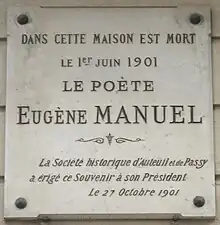 DANS CETTE MAISON EST MORT
LE 1er JUIN 1901
LE POÈTE
EUGÈNE MANUEL
La Société historique d'Auteuil et de Passy
a érigé ce Souvenir à son Président
Le 27 Octobre 1901